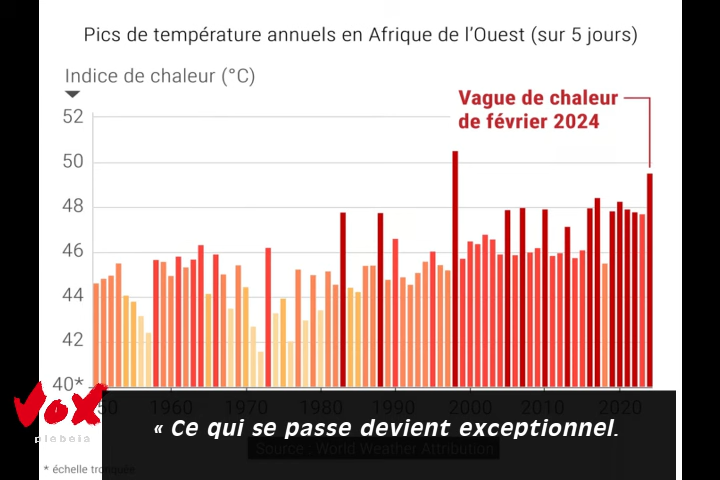 Pics de température annuels en Afrique de l'Ouest (sur 5 jours)
Indice de chaleur (°C)
Vague de chaleur
de février 2024
52
50
48
46
44
42
40*
50 1960 1970 1980 1990 2000 2010 2020
VOX
plebeia
« Ce qui se passe devient exceptionnel.
Source : World Weather Attribution
* échelle tronquée